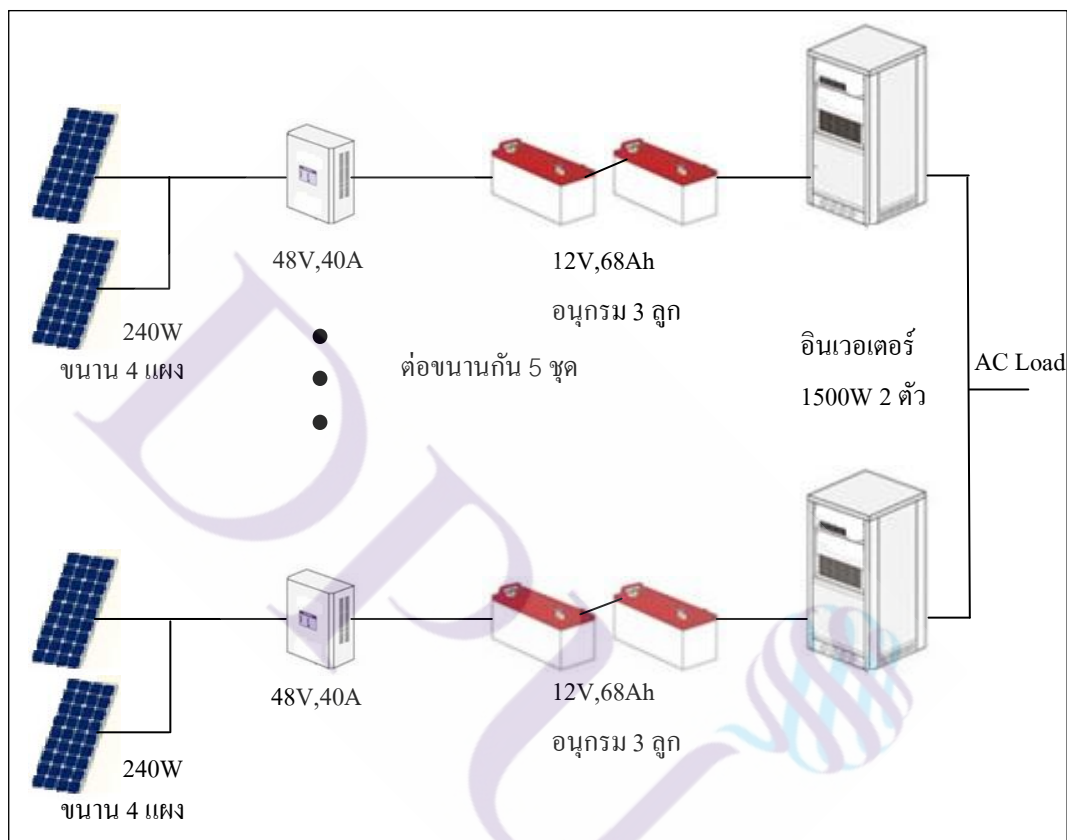 48V,40A
12V,68Ah
อนุกรม 3 ลูก
240W
ขนาน 4 แผง
ต่อขนานกัน 5 ชุด
อินเวอเตอร์
1500W 2 ตัว
AC Load
48V,40A
12V,68Ah
อนุกรม 3 ลูก
240W
ขนาน 4 แผง
DPU